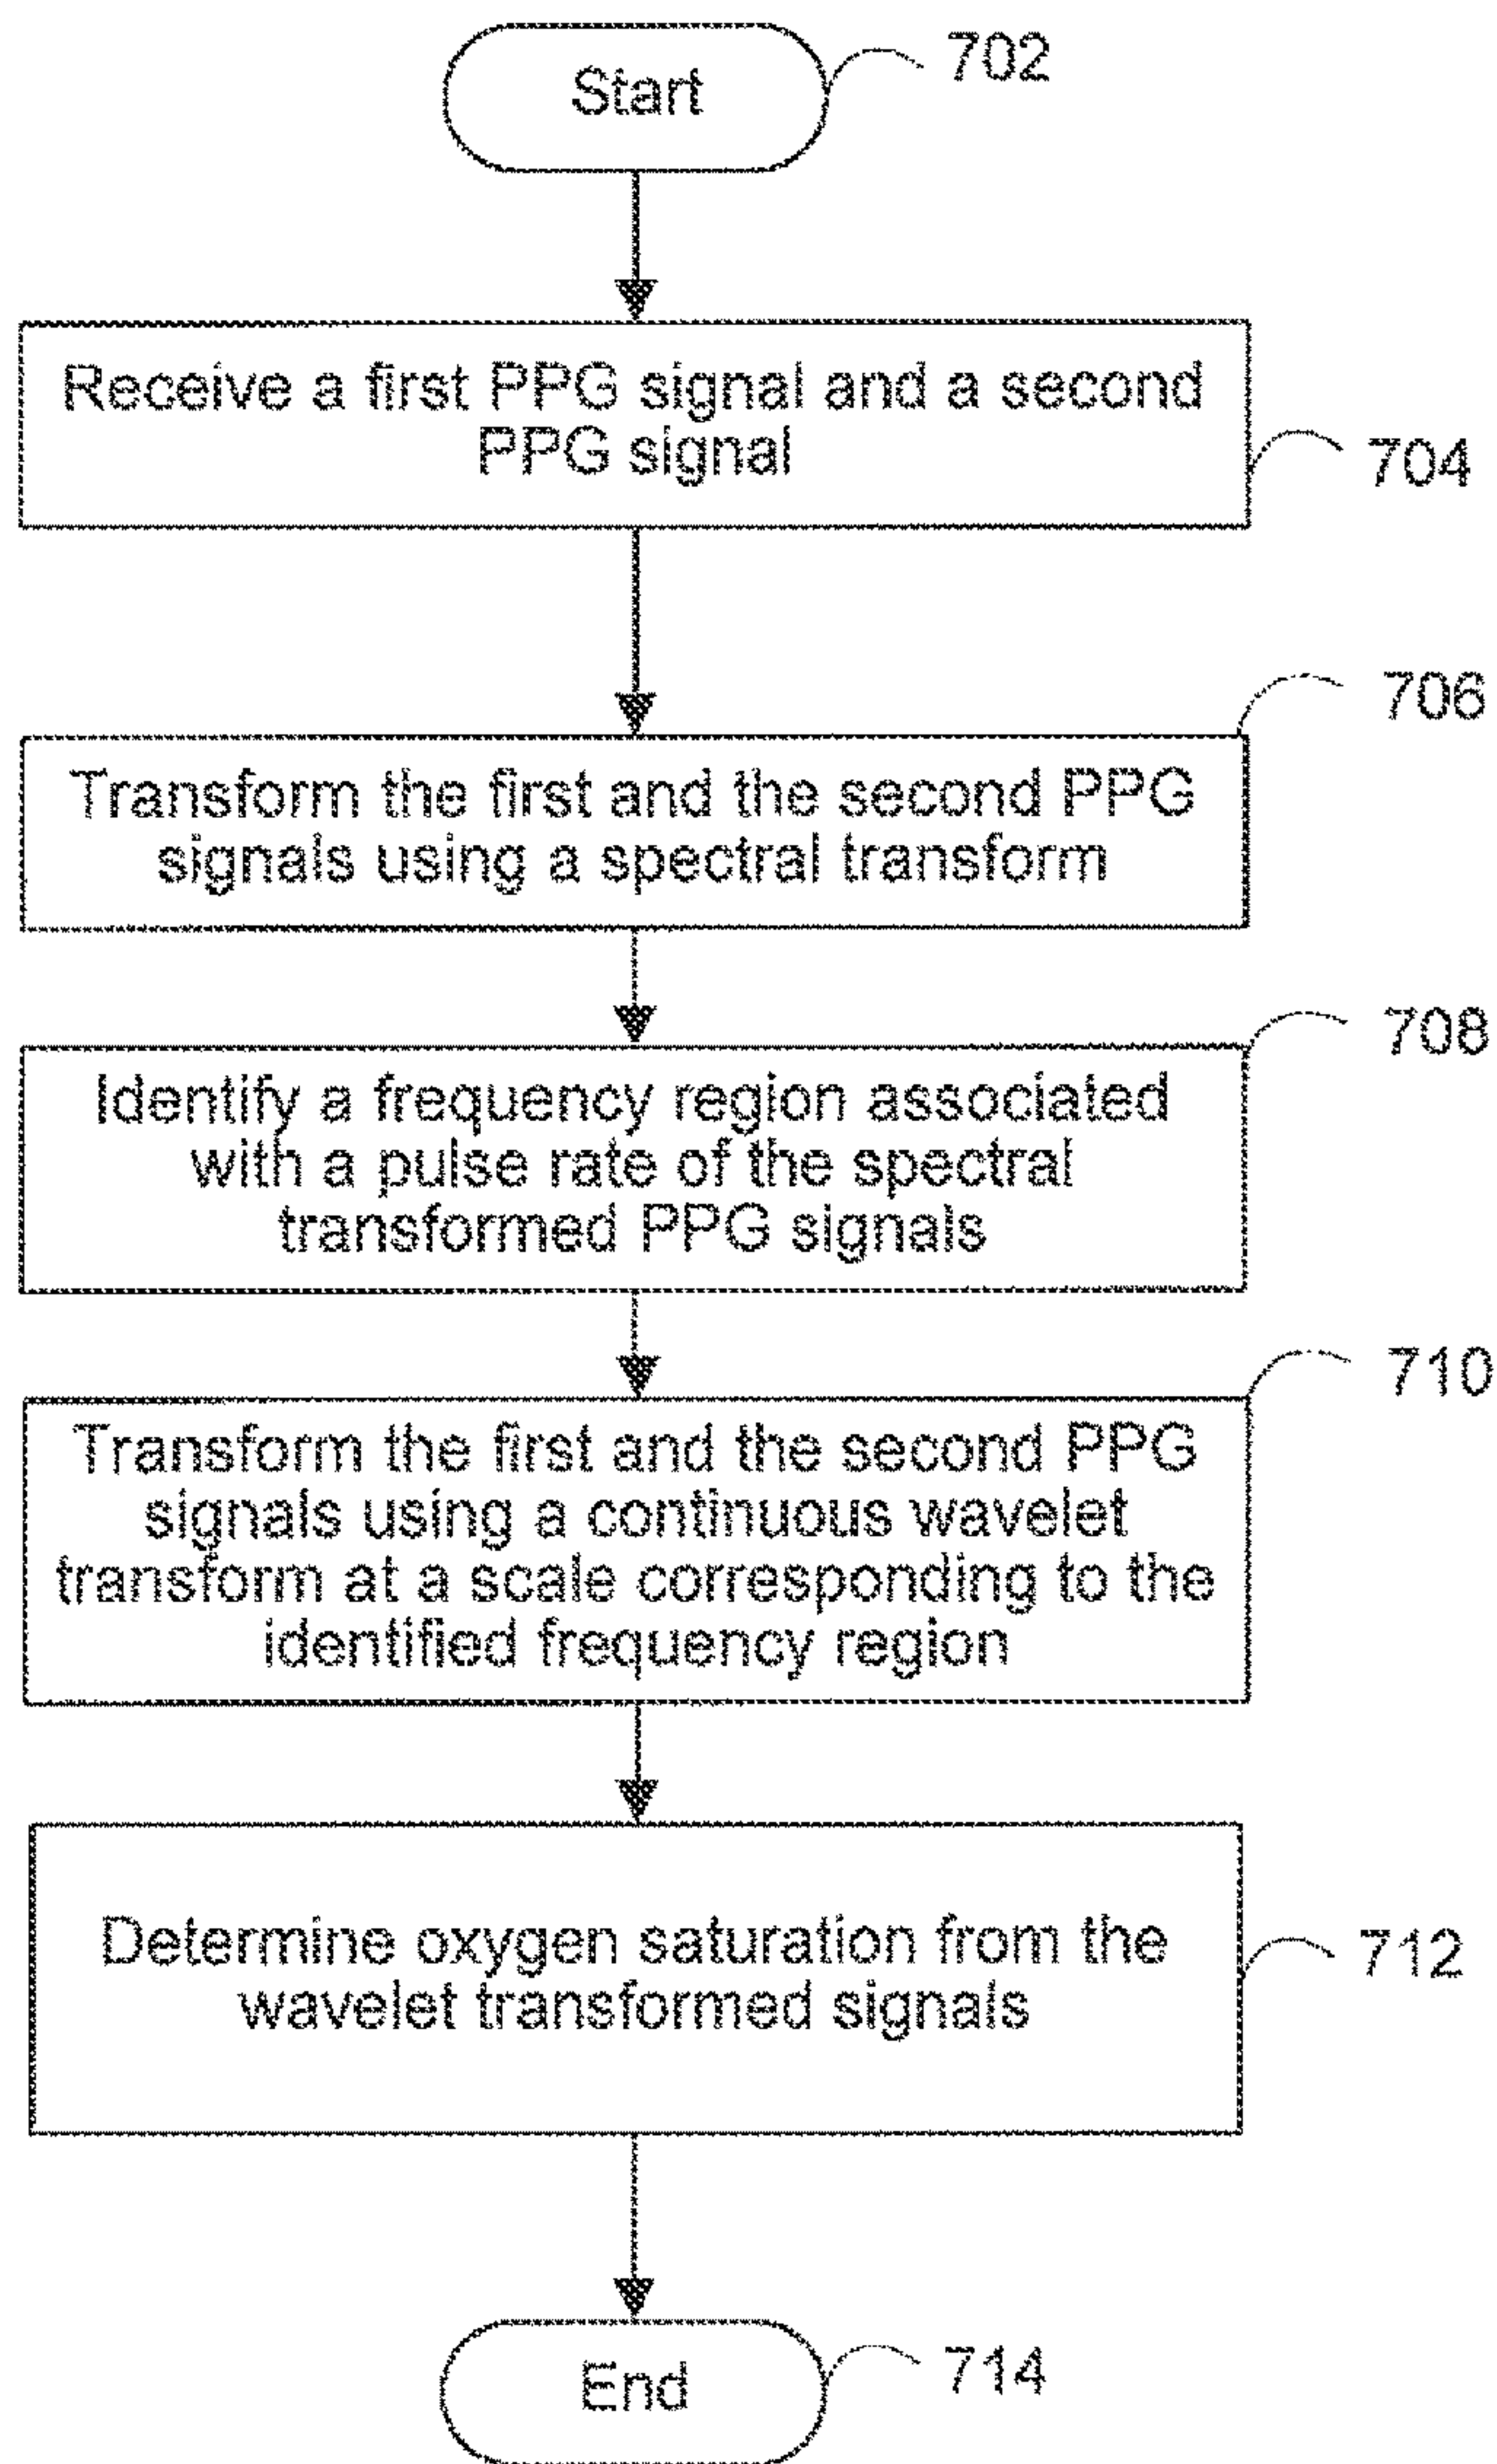 Start
702
Receive a first PPG signal and a second
PPG signal
704
706
Transform the first and the second PPG
signals using a spectral transform
708
Identify a frequency region associated
with a pulse rate of the spectral
transformed PPG signals
710
Transform the first and the second PPG
signals using a continuous wavelet
transform at a scale corresponding to the
identified frequency region
Determine oxygen saturation from the
wavelet transformed signals
712
End
714